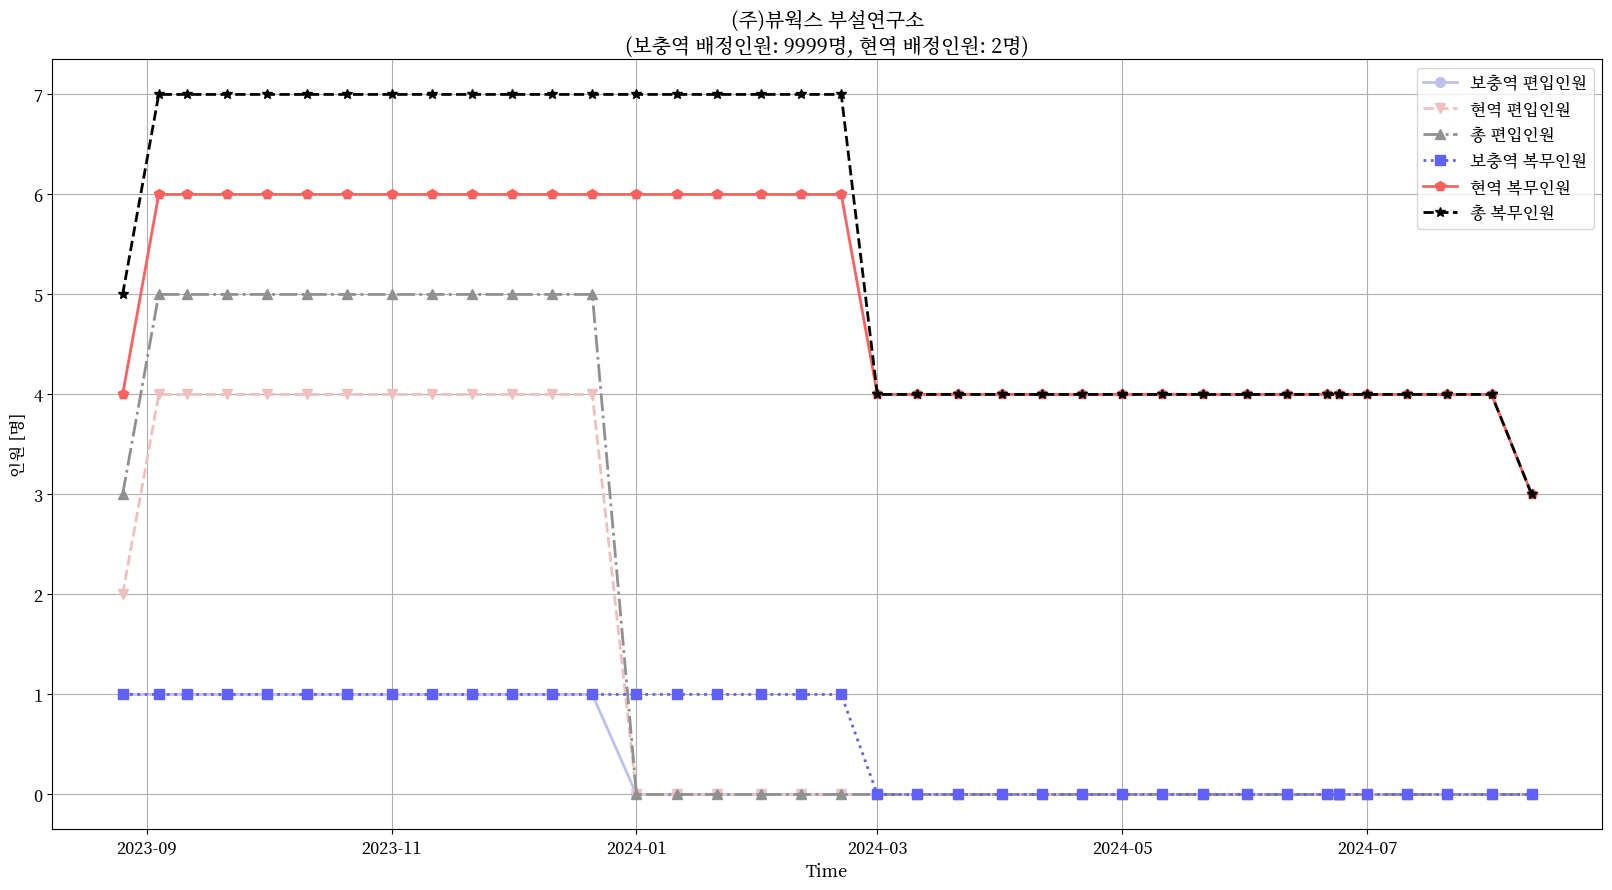 (주)뷰웍스 부설연구소
(보충역 배정인원: 9999명, 현역 배정인원: 2명)
보충역 편입인원
현역 편입인원
총 편입인원
보충역 복무인원
현역 복무인원
총 복무인원
인원 [명]
7
6
5
4
3
2
1
0
2023-09
2023-11
2024-01
2024-03
2024-05
2024-07
Time